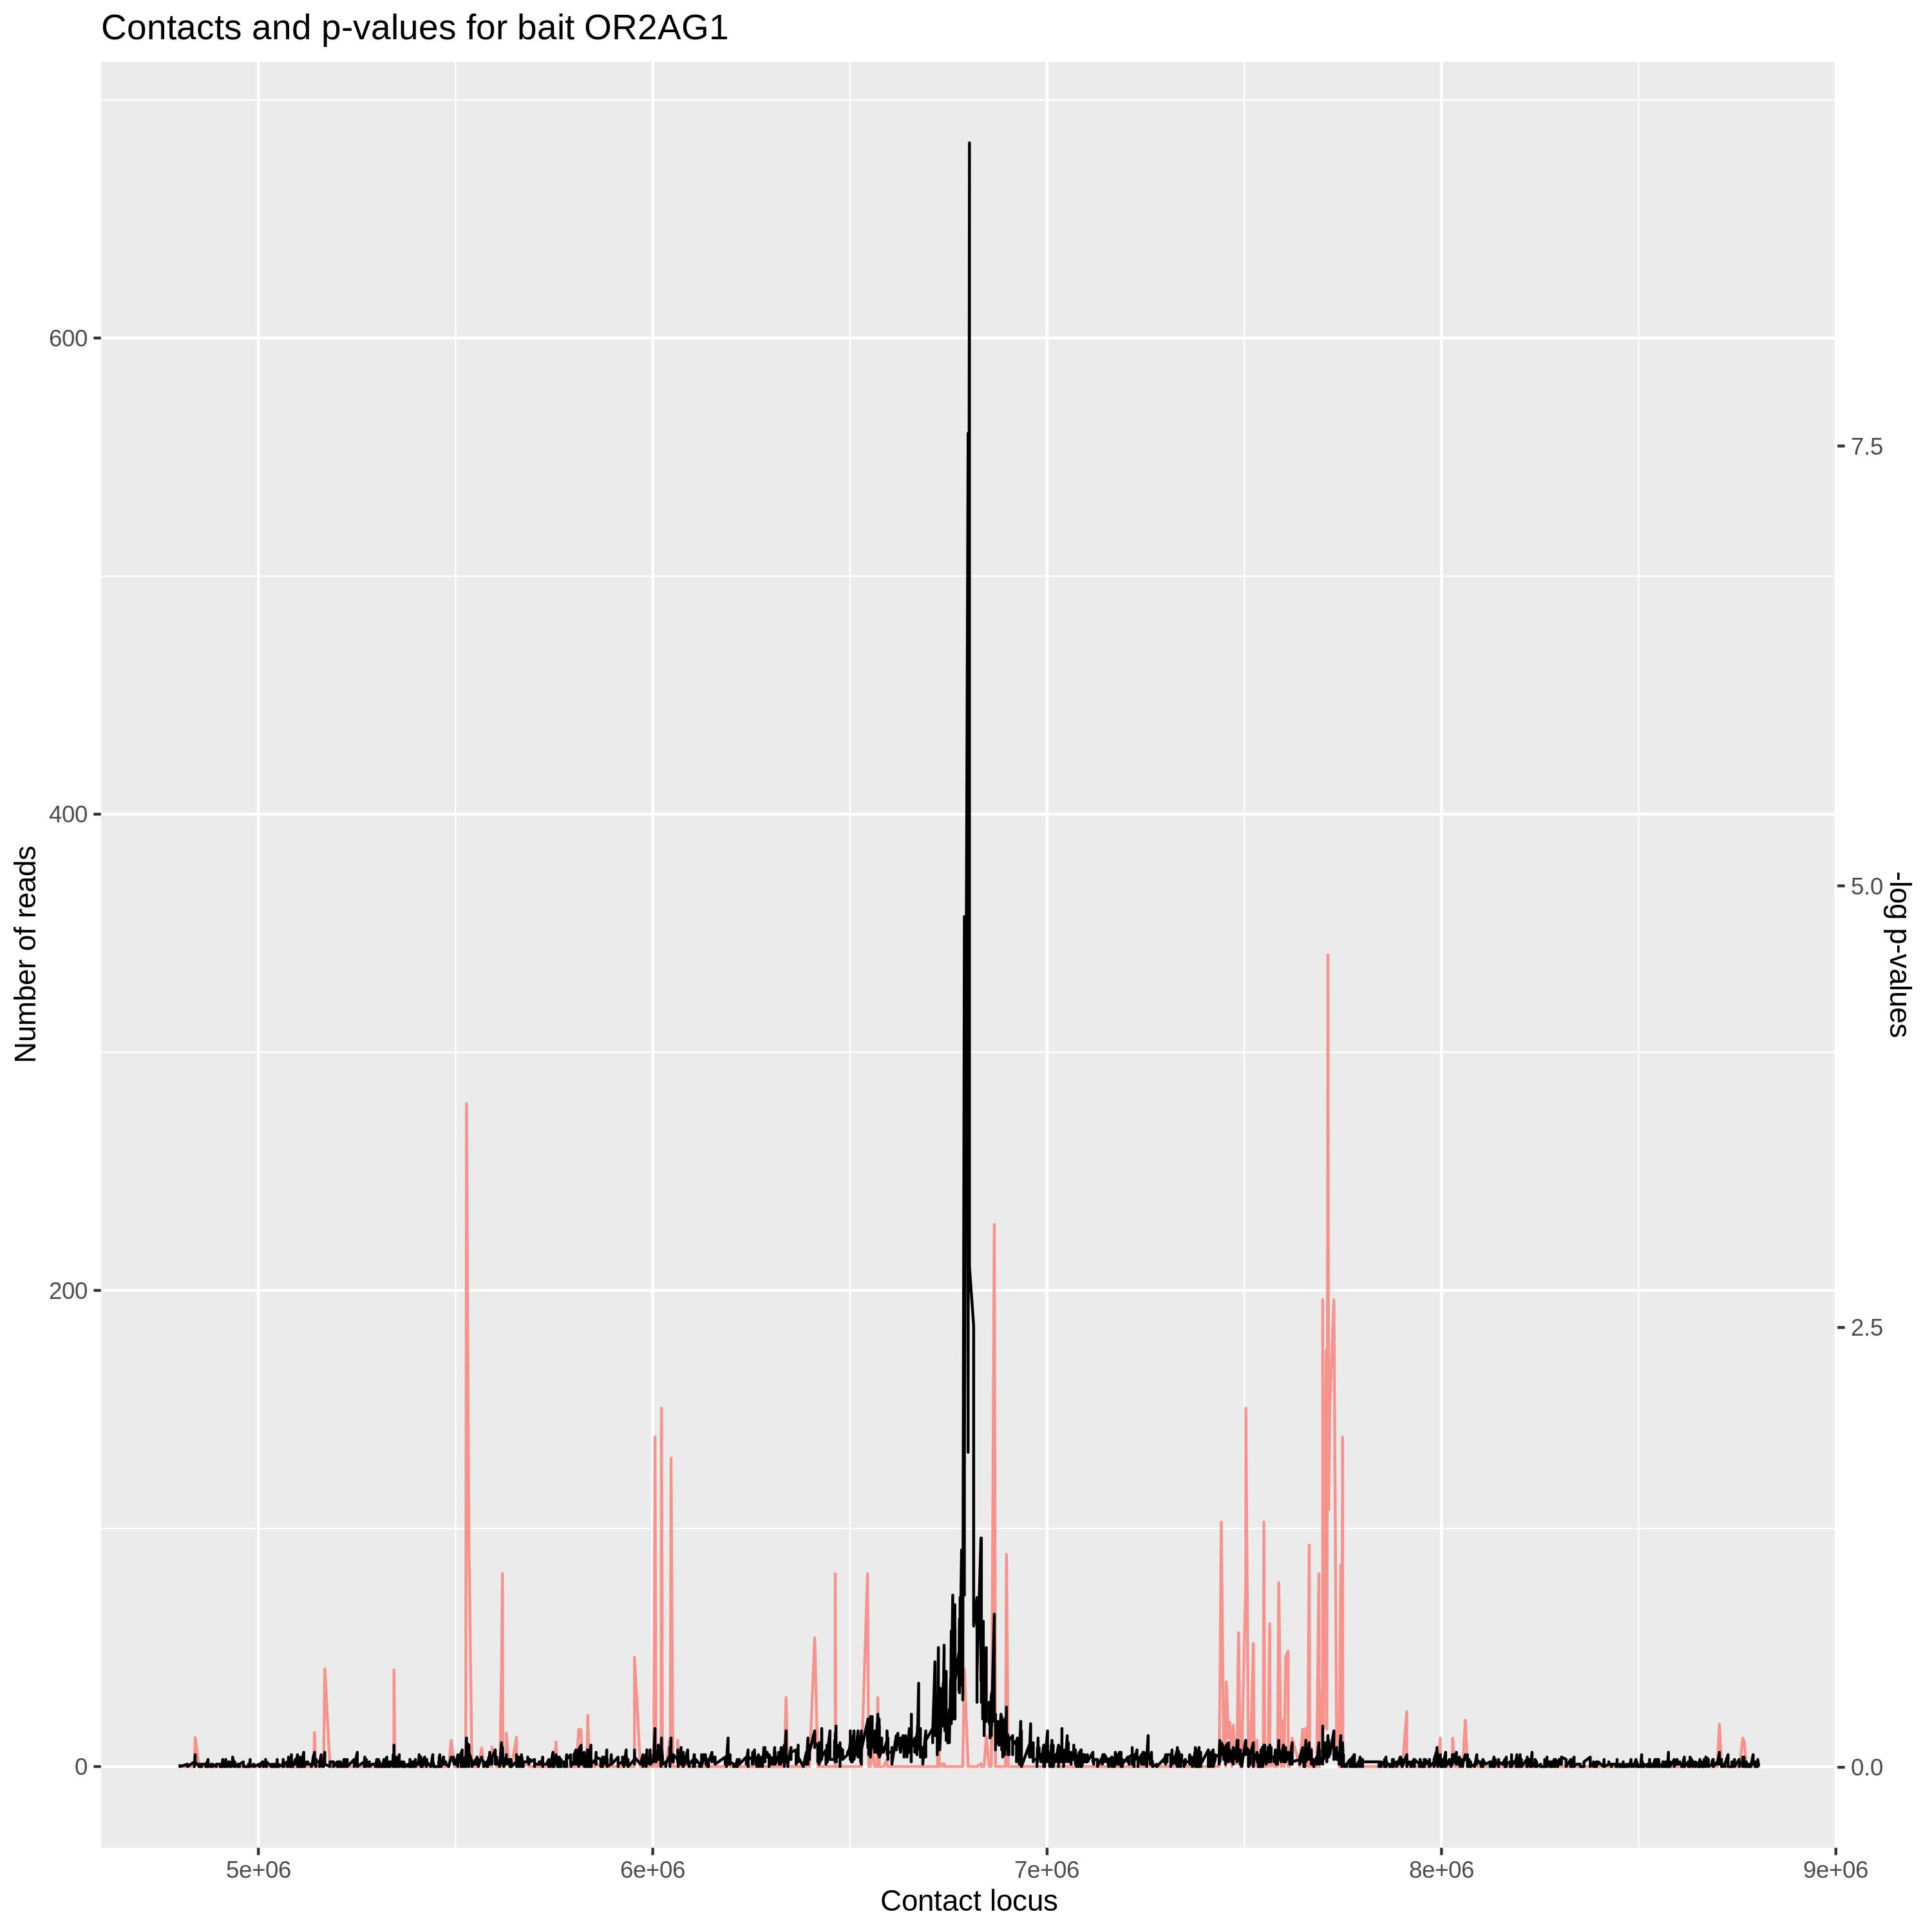 Contacts and p-values for bait OR2AG1
600
400
200
0
Number of reads
7.5
5.0
2.5
0.0
-log p-values
5e+06
6e+06
7e+06
8e+06
9e+06
Contact locus